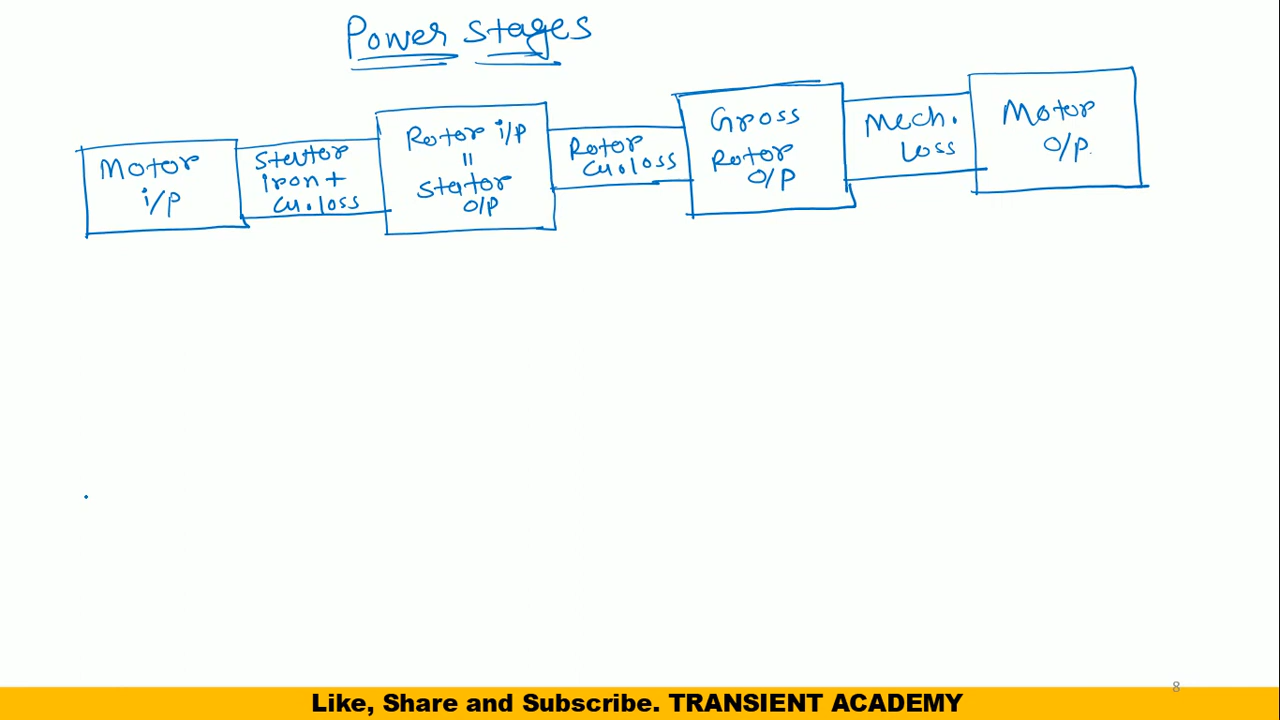 Power Stages
Motor
i/p
Stator
iron +
cu. loss
Rotor i/p
=
Stator
O/P
Rotor
cu. loss
Gross
Rotor
O/P
Mech.
Loss
Motor
O/P.
8
Like, Share and Subscribe. TRANSIENT ACADEMY